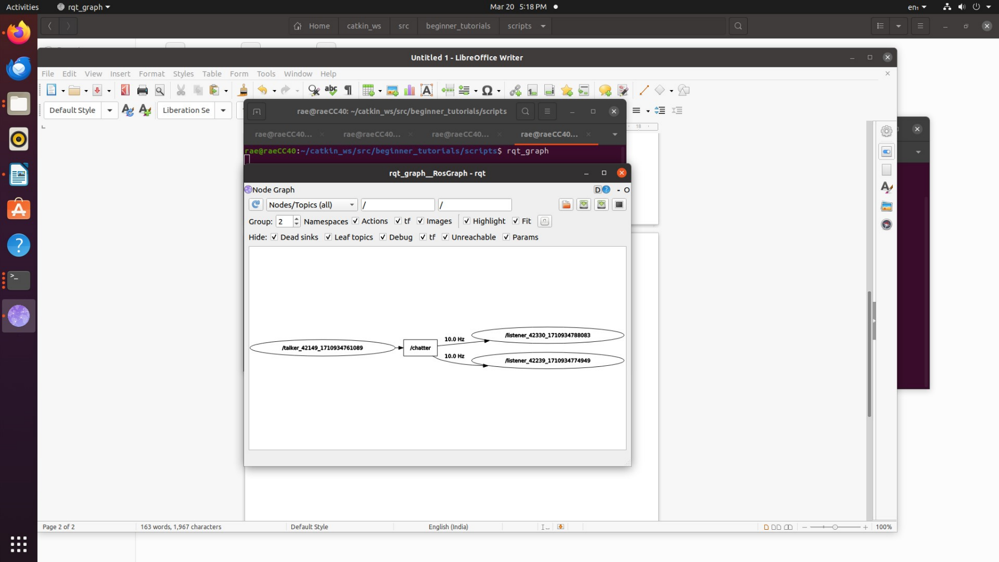 Activities rqt_graph Mar 20 5:18 PM en₁
Home catkin_ws src beginner_tutorials scripts
Untitled 1 - LibreOffice Writer
File Edit View Insert Format Styles Table Form Tools Window Help
Default Style Liberation Se
rae@raeCC40: ~/catkin_ws/src/beginner_tutorials/scripts
rae@raeCC40... rae@raeCC40... rae@raeCC40... rae@raeCC40...
18
rae@raeCC40:~/catkin_ws/src/beginner_tutorials/scripts$ rqt_graph
rqt_graph__RosGraph - rqt
Node Graph D - O
Nodes/Topics (all) / /
Group: 2 Namespaces Actions tf Images Highlight Fit
Hide: Dead sinks Leaf topics Debug tf Unreachable Params
10.0 Hz /listener_42330_1710934788083
/talker_42149_1710934761089 /chatter
10.0 Hz /listener_42239_1710934774949
Page 2 of 2 163 words, 1,967 characters Default Style English (India) 100%